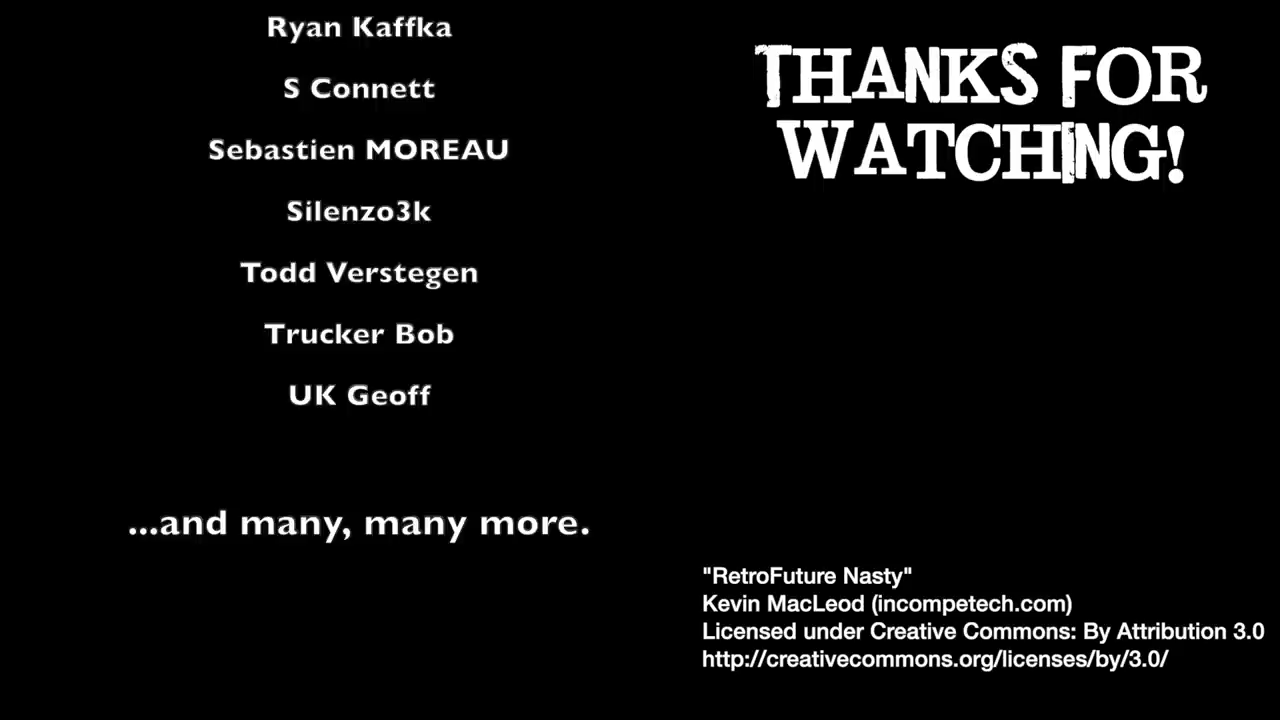 Ryan Kaffka
S Connett
Sebastien MOREAU
Silenzo3k
Todd Verstegen
Trucker Bob
UK Geoff
...and many, many more.
THANKS FOR
WATCHING!
"RetroFuture Nasty"
Kevin MacLeod (incompetech.com)
Licensed under Creative Commons: By Attribution 3.0
http://creativecommons.org/licenses/by/3.0/